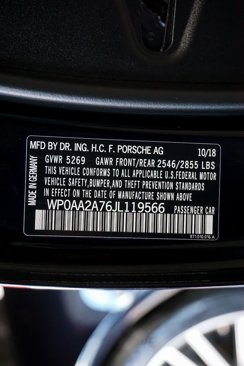 MFD BY DR. ING. H.C. F. PORSCHE AG 10/18
GVWR 5269 GAWR FRONT/REAR 2546/2855 LBS
THIS VEHICLE CONFORMS TO ALL APPLICABLE U.S.FEDERAL MOTOR
VEHICLE SAFETY,BUMPER,AND THEFT PREVENTION STANDARDS
IN EFFECT ON THE DATE OF MANUFACTURE SHOWN ABOVE
WP0AA2A76JL119566 PASSENGER CAR
MADE IN GERMANY